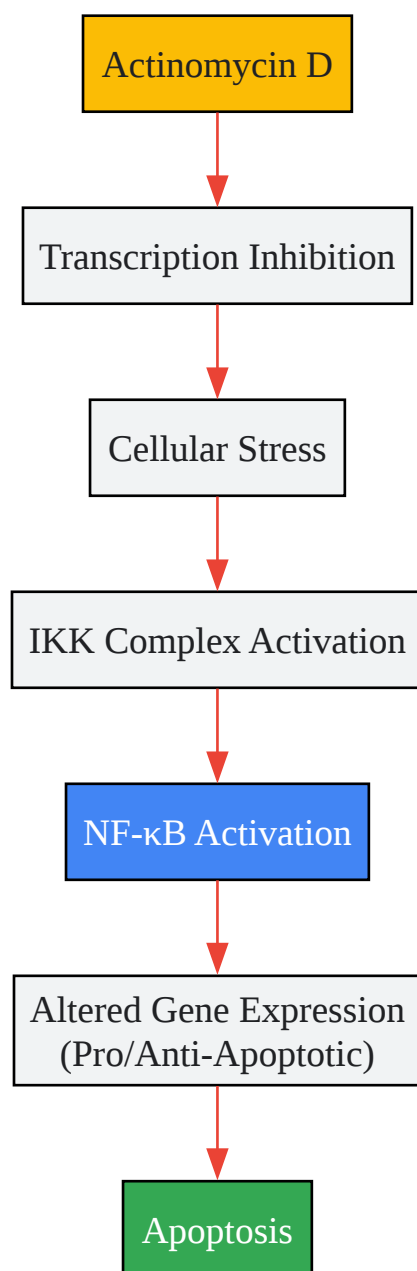 Actinomycin D
Transcription Inhibition
Cellular Stress
IKK Complex Activation
NF-κB Activation
Altered Gene Expression
(Pro/Anti-Apoptotic)
Apoptosis